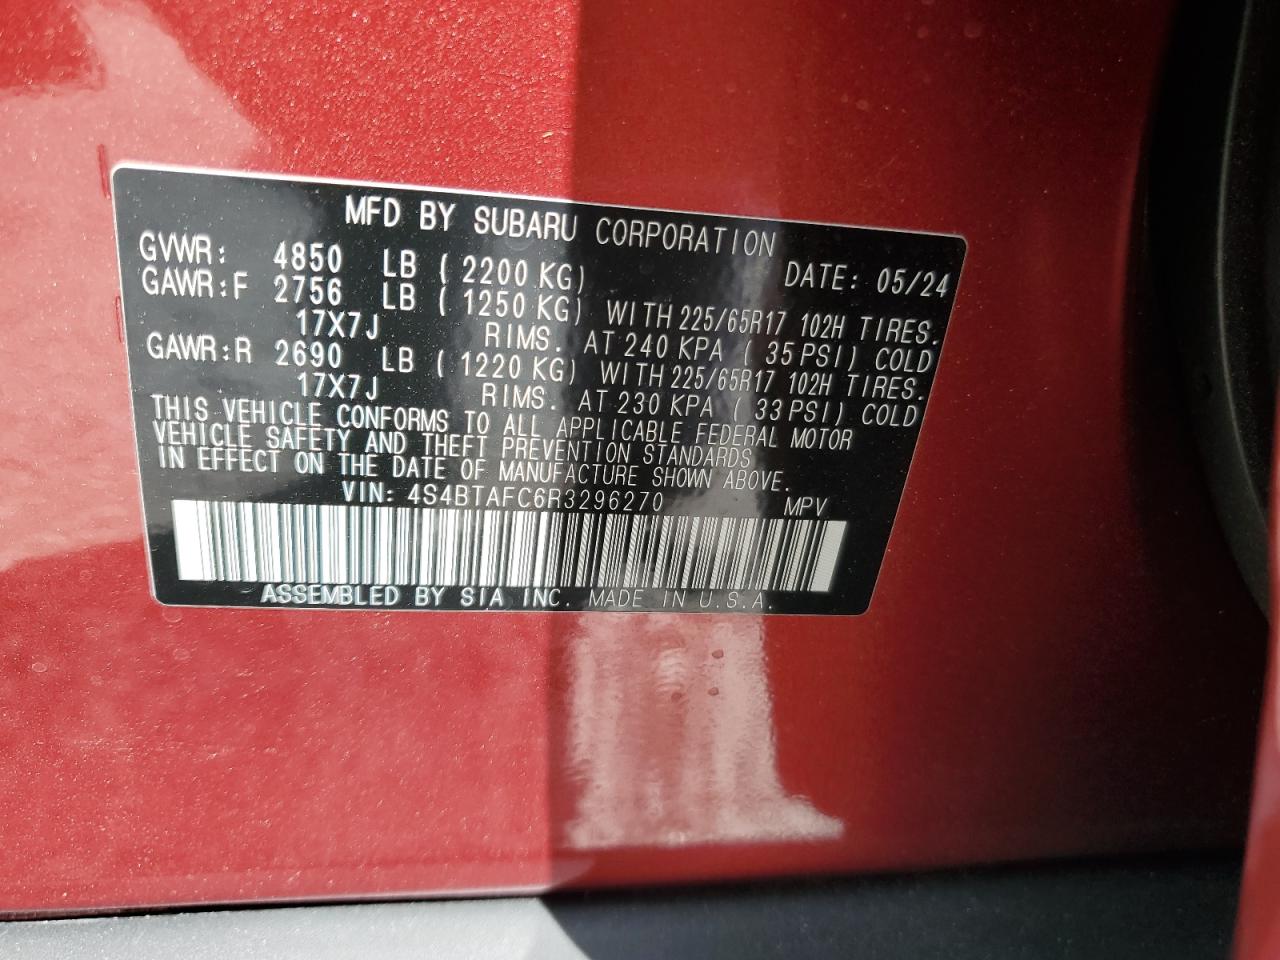 MFD BY SUBARU CORPORATION
GVWR: 4850 LB ( 2200 KG) DATE: 05/24
GAWR:F 2756 LB ( 1250 KG) WITH 225/65R17 102H TIRES.
17X7J RIMS. AT 240 KPA ( 35 PSI) COLD
GAWR:R 2690 LB ( 1220 KG) WITH 225/65R17 102H TIRES.
17X7J RIMS. AT 230 KPA ( 33 PSI) COLD
THIS VEHICLE CONFORMS TO ALL APPLICABLE FEDERAL MOTOR
VEHICLE SAFETY AND THEFT PREVENTION STANDARDS
IN EFFECT ON THE DATE OF MANUFACTURE SHOWN ABOVE.
VIN: 4S4BTAFC6R3296270 MPV
ASSEMBLED BY SIA INC. MADE IN U.S.A.